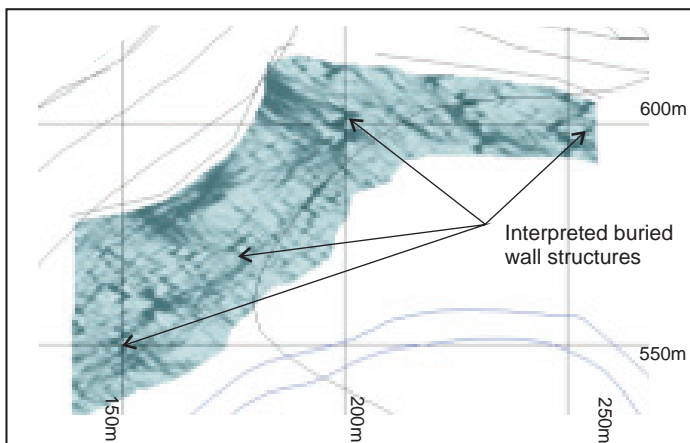 600m
Interpreted buried
wall structures
550m
150m
200m
250m